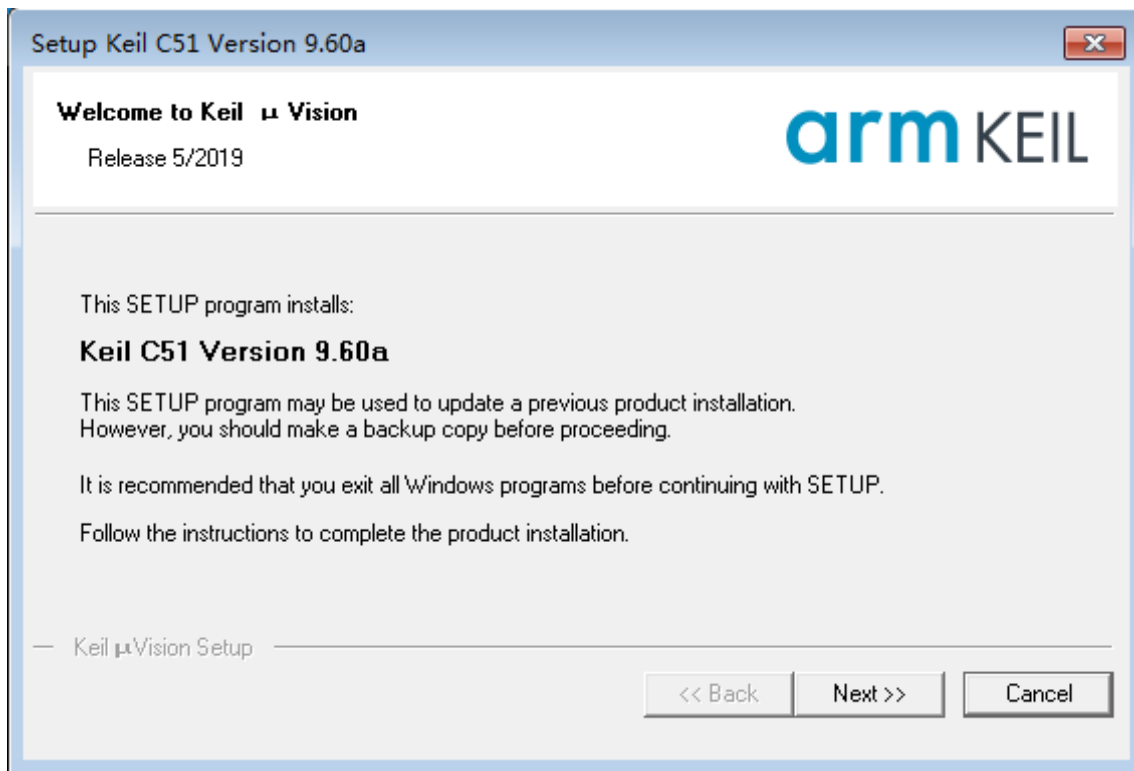 Setup Keil C51 Version 9.60a
Welcome to Keil μ Vision
Release 5/2019
arm KEIL
This SETUP program installs:
Keil C51 Version 9.60a
This SETUP program may be used to update a previous product installation.
However, you should make a backup copy before proceeding.
It is recommended that you exit all Windows programs before continuing with SETUP.
Follow the instructions to complete the product installation.
Keil μVision Setup
<< Back
Next >>
Cancel